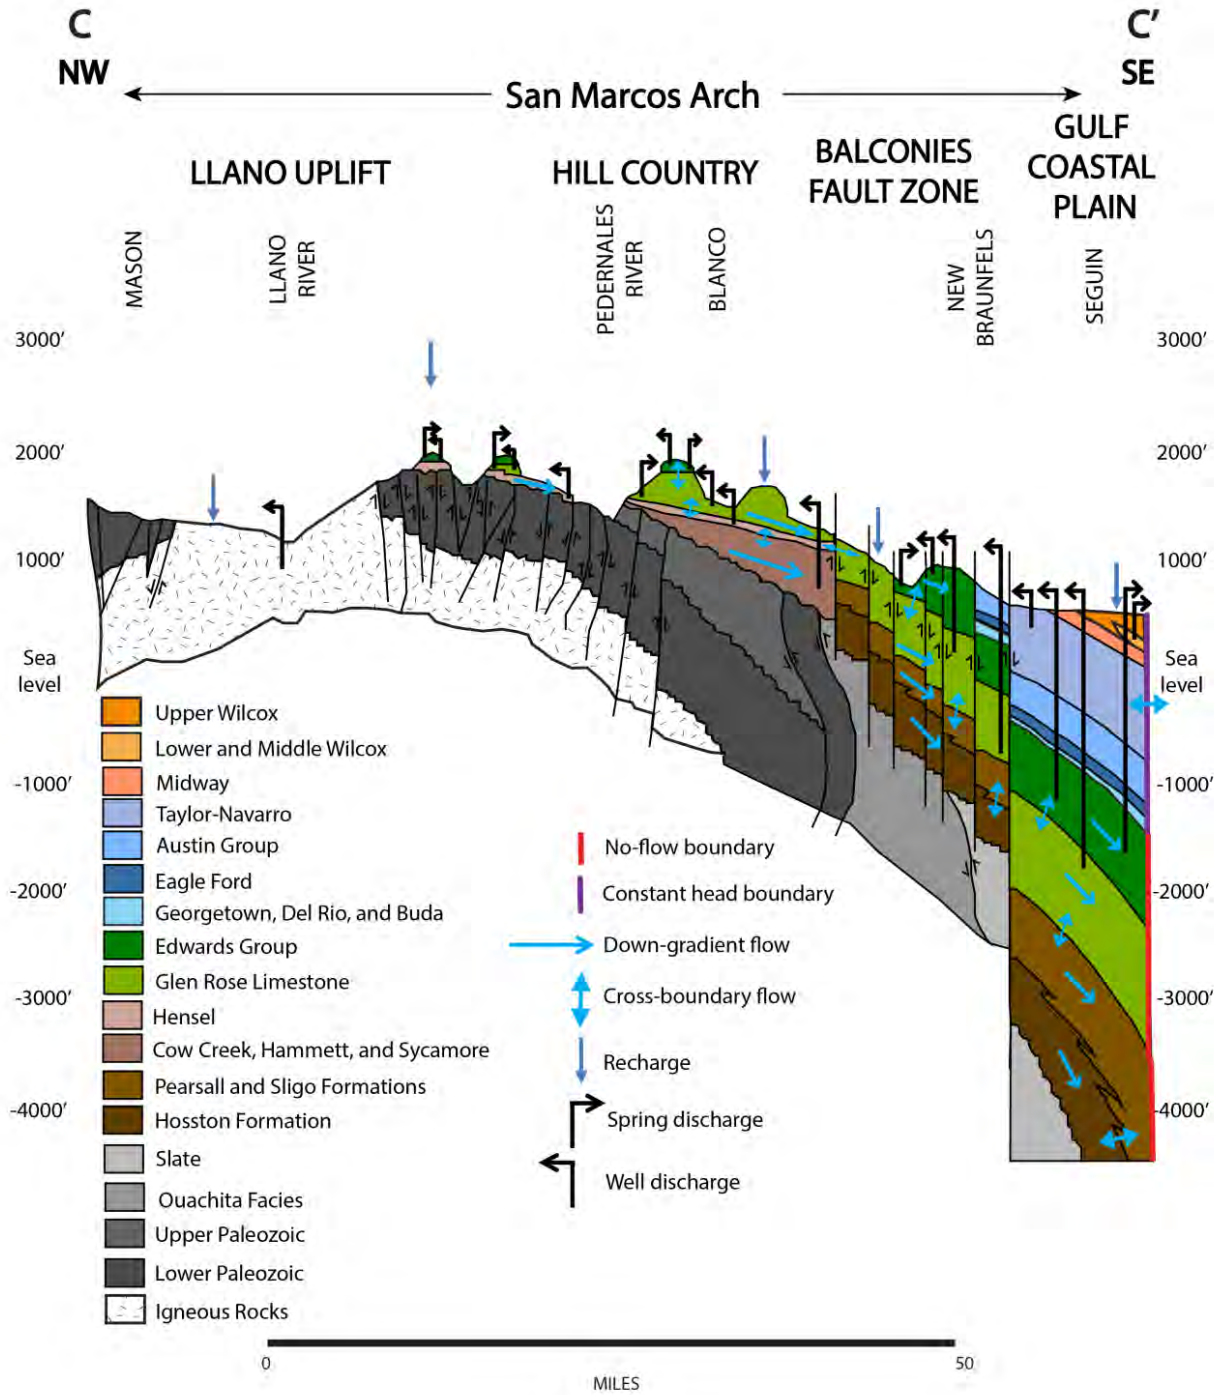 C
C'
NW
SE
San Marcos Arch
LLANO UPLIFT
HILL COUNTRY
BALCONIES
FAULT ZONE
GULF
COASTAL
PLAIN
MASON
LLANO
RIVER
PEDERNALES
RIVER
BLANCO
NEW
BRAUNFELS
SEGUIN
3000'
2000'
1000'
Sea
level
-1000'
-2000'
-3000'
-4000'
3000'
2000'
1000'
Sea
level
-1000'
-2000'
-3000'
-4000'
Upper Wilcox
Lower and Middle Wilcox
Midway
Taylor-Navarro
Austin Group
Eagle Ford
Georgetown, Del Rio, and Buda
Edwards Group
Glen Rose Limestone
Hensel
Cow Creek, Hammett, and Sycamore
Pearsall and Sligo Formations
Hosston Formation
Slate
Ouachita Facies
Upper Paleozoic
Lower Paleozoic
Igneous Rocks
No-flow boundary
Constant head boundary
Down-gradient flow
Cross-boundary flow
Recharge
Spring discharge
Well discharge
0
50
MILES